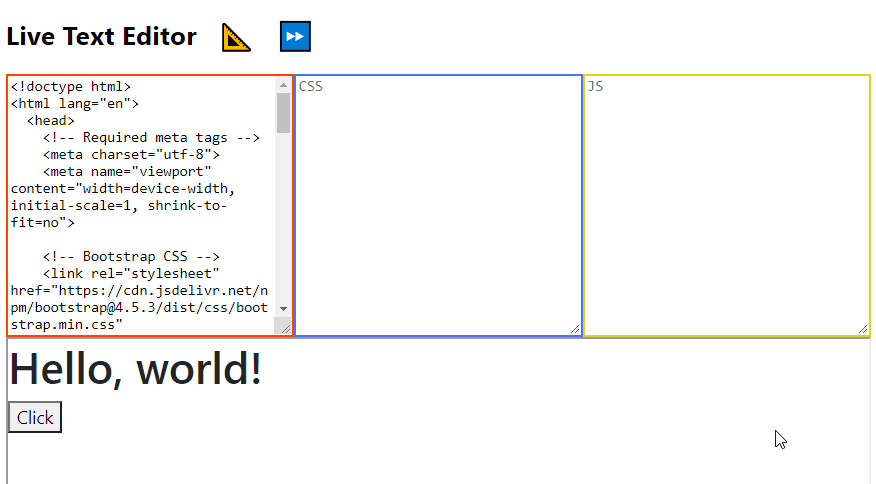 Live Text Editor 📐 ⏩
<!doctype html>
<html lang="en">
  <head>
    <!-- Required meta tags -->
    <meta charset="utf-8">
    <meta name="viewport"
content="width=device-width,
initial-scale=1, shrink-to-
fit=no">

    <!-- Bootstrap CSS -->
    <link rel="stylesheet"
href="https://cdn.jsdelivr.net/n
pm/bootstrap@4.5.3/dist/css/boot
strap.min.css"
CSS
JS
Hello, world!
Click